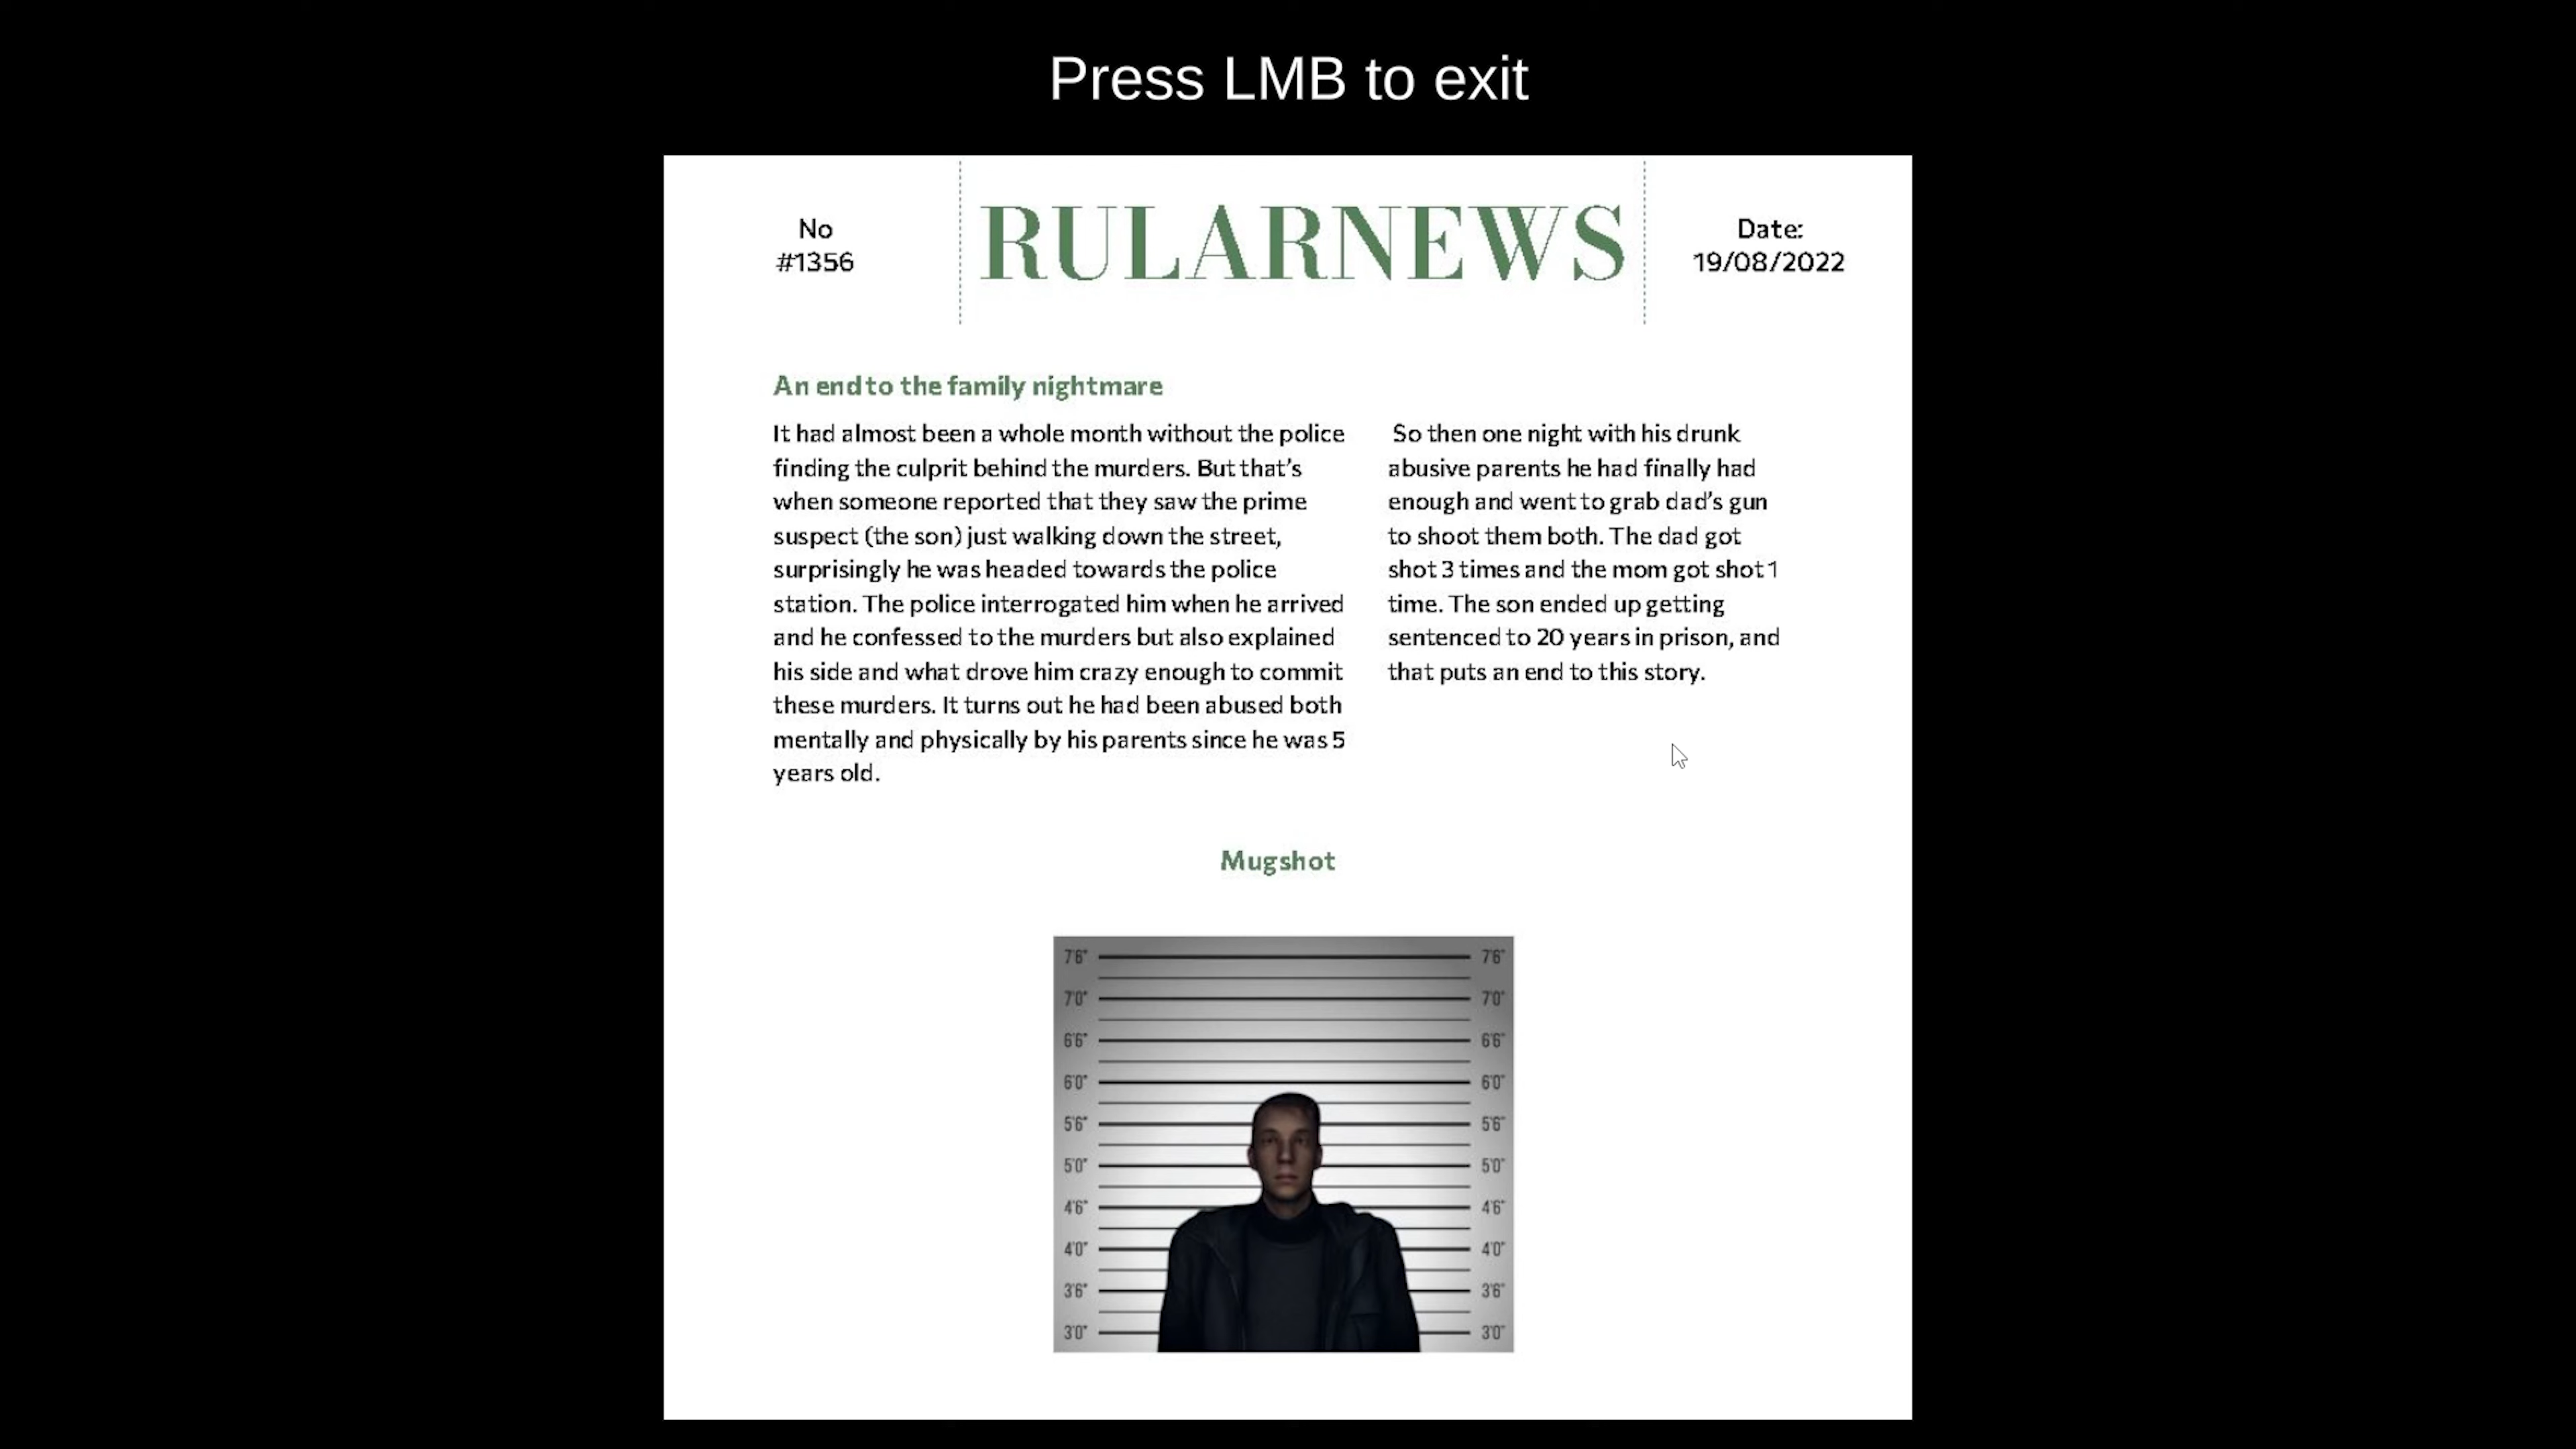 Press LMB to exit
No
#1356
RULARNEWS
Date:
19/08/2022
An end to the family nightmare
It had almost been a whole month without the police
finding the culprit behind the murders. But that's
when someone reported that they saw the prime
suspect (the son) just walking down the street,
surprisingly he was headed towards the police
station. The police interrogated him when he arrived
and he confessed to the murders but also explained
his side and what drove him crazy enough to commit
these murders. It turns out he had been abused both
mentally and physically by his parents since he was 5
years old.
So then one night with his drunk
abusive parents he had finally had
enough and went to grab dad's gun
to shoot them both. The dad got
shot 3 times and the mom got shot 1
time. The son ended up getting
sentenced to 20 years in prison, and
that puts an end to this story.
Mugshot
7'6" 7'6"
7'0" 7'0"
6'6" 6'6"
6'0" 6'0"
5'6" 5'6"
5'0" 5'0"
4'6" 4'6"
4'0" 4'0"
3'6" 3'6"
3'0" 3'0"